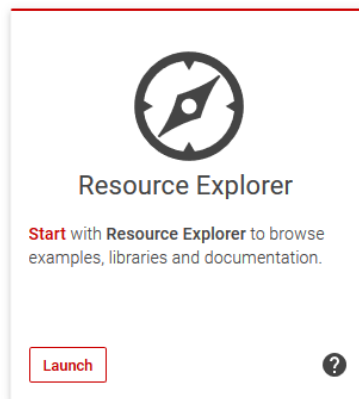 Resource Explorer
Start with Resource Explorer to browse
examples, libraries and documentation.
Launch
?